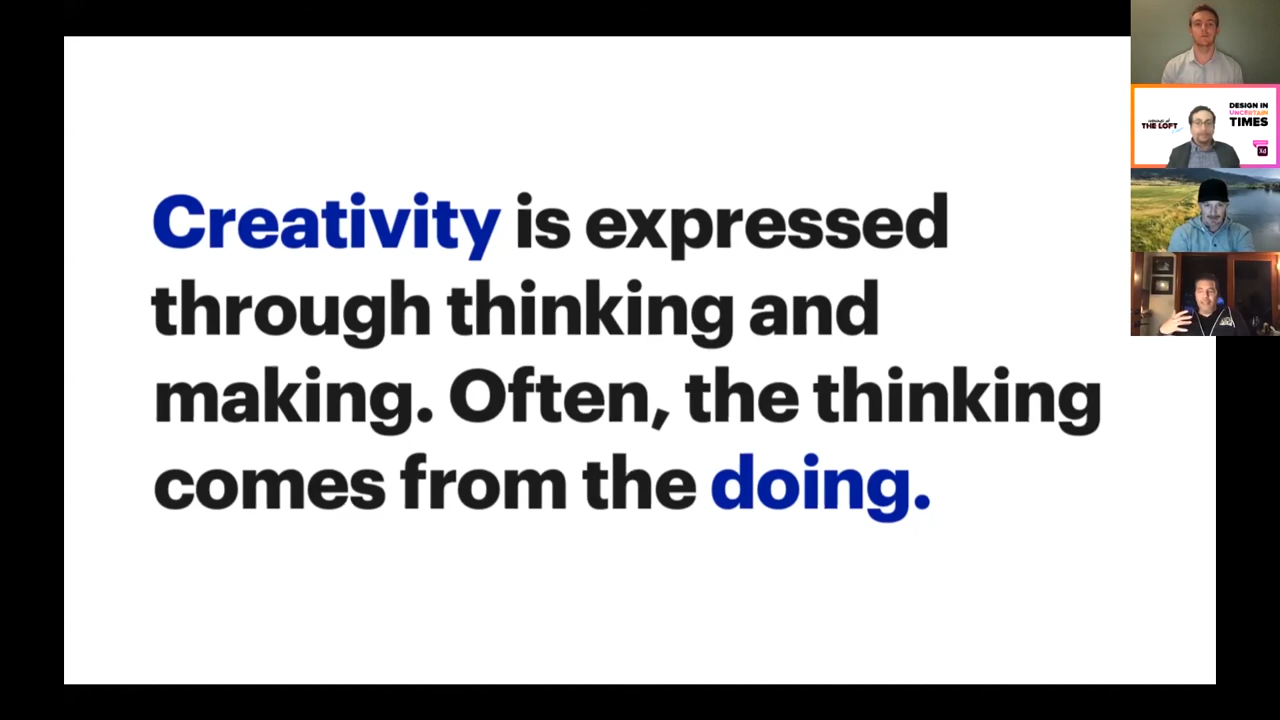 Creativity is expressed
through thinking and
making. Often, the thinking
comes from the doing.
THE LOFT
DESIGN IN
UNCERTAIN
TIMES
Xd